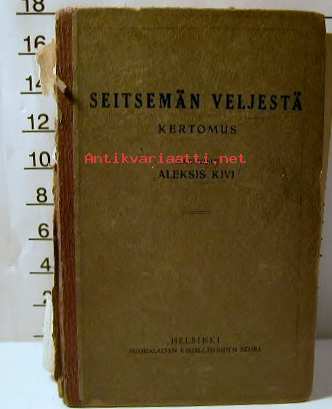 18
16
14
12
10
8
6
4
2
SEITSEMÄN VELJESTÄ
KERTOMUS
Antikvariaatti.net
ALEKSIS KIVI
HELSINKI
SUOMALAISEN KIRJALLISUUDEN SEURA